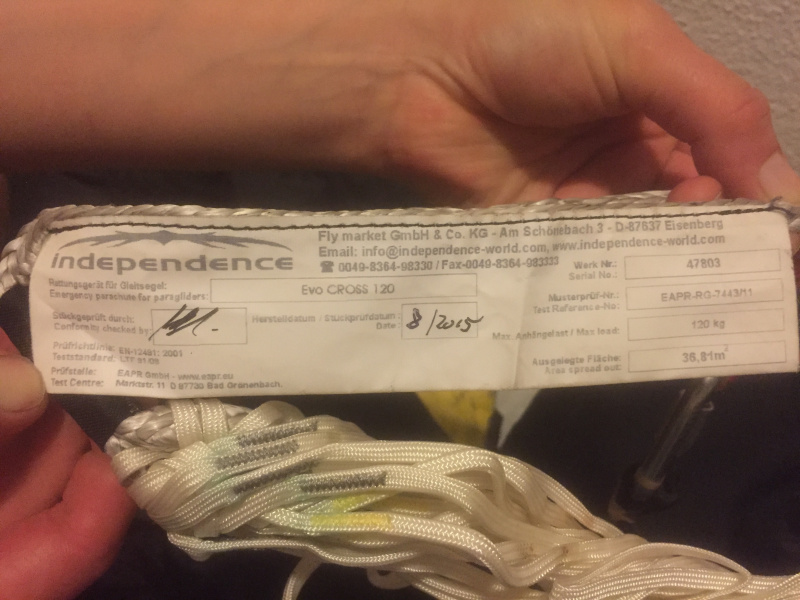 independence
Fly market GmbH & Co. KG - Am Schönebach 3 - D-87637 Eisenberg
Email: info@independence-world.com, www.independence-world.com
☎ 0049-8364-98330 / Fax-0049-8364-983333
Werk Nr.:
Serial No.:
47803
Rettungsgerät für Gleitsegel:
Emergency parachute for paragliders:
Evo CROSS 120
Musterprüf-Nr.:
Test Reference-No:
EAPR-RG-7443/11
Stückgeprüft durch:
Conformity checked by:
Herstelldatum / Stückprüfdatum:
Date:
8/2015
Max. Anhängelast / Max load:
120 kg
Prüfrichtlinie:
Teststandard:
EN-12491: 2001
Ausgelegte Fläche:
Area spread out:
36,81m²
Prüfstelle:
Test Centre:
EAPR GmbH - www.eapr.eu
Marktstr. 11 D 87730 Bad Grönenbach.